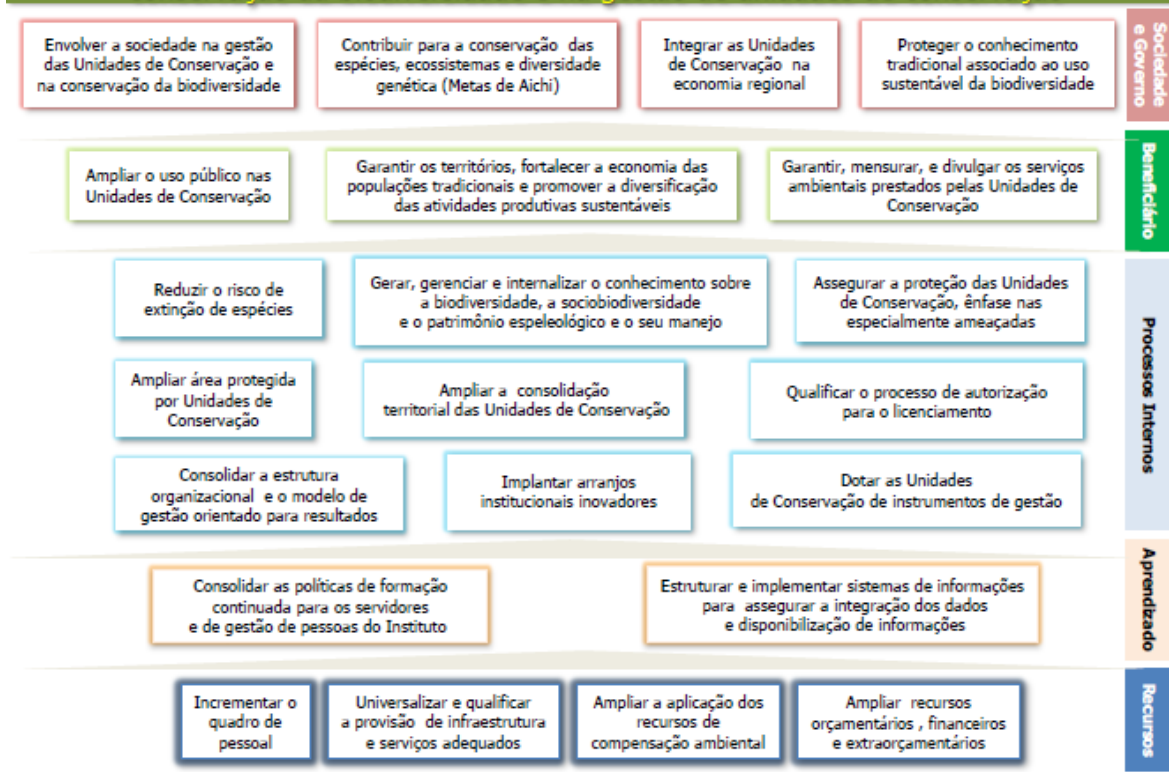 Envolver a sociedade na gestão
das Unidades de Conservação e
na conservação da biodiversidade
Contribuir para a conservação das
espécies, ecossistemas e diversidade
genética (Metas de Aichi)
Integrar as Unidades
de Conservação na
economia regional
Proteger o conhecimento
tradicional associado ao uso
sustentável da biodiversidade
Sociedade
e Governo
Ampliar o uso público nas
Unidades de Conservação
Garantir os territórios, fortalecer a economia das
populações tradicionais e promover a diversificação
das atividades produtivas sustentáveis
Garantir, mensurar, e divulgar os serviços
ambientais prestados pelas Unidades de
Conservação
Beneficiário
Reduzir o risco de
extinção de espécies
Gerar, gerenciar e internalizar o conhecimento sobre
a biodiversidade, a sociobiodiversidade
e o patrimônio espeleológico e o seu manejo
Assegurar a proteção das Unidades
de Conservação, ênfase nas
especialmente ameaçadas
Ampliar área protegida
por Unidades de
Conservação
Ampliar a consolidação
territorial das Unidades de Conservação
Qualificar o processo de autorização
para o licenciamento
Consolidar a estrutura
organizacional e o modelo de
gestão orientado para resultados
Implantar arranjos
institucionais inovadores
Dotar as Unidades
de Conservação de instrumentos de gestão
Processos Internos
Consolidar as políticas de formação
continuada para os servidores
e de gestão de pessoas do Instituto
Estruturar e implementar sistemas de informações
para assegurar a integração dos dados
e disponibilização de informações
Aprendizado
Incrementar o
quadro de
pessoal
Universalizar e qualificar
a provisão de infraestrutura
e serviços adequados
Ampliar a aplicação dos
recursos de
compensação ambiental
Ampliar recursos
orçamentários , financeiros
e extraorçamentários
Recursos